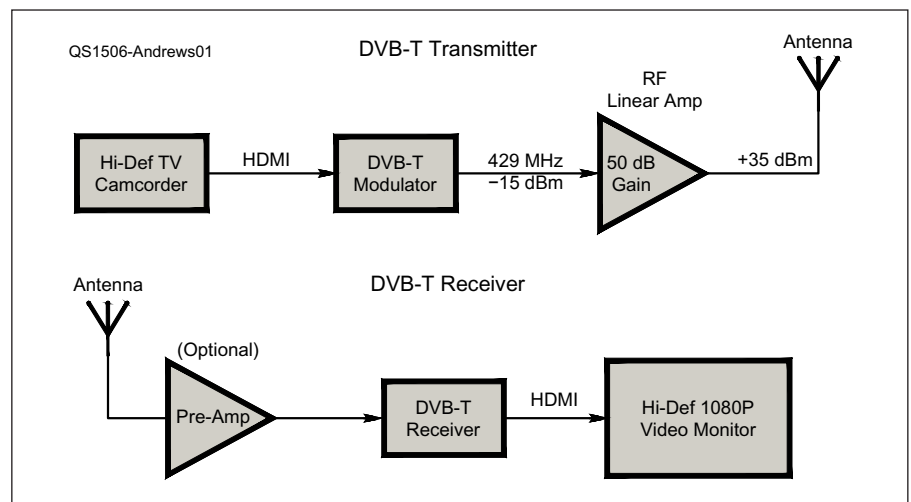 QS1506-Andrews01
DVB-T Transmitter
Antenna
RF
Linear Amp
Hi-Def TV
Camcorder
HDMI
DVB-T
Modulator
429 MHz
−15 dBm
50 dB
Gain
+35 dBm
Antenna
DVB-T Receiver
(Optional)
Pre-Amp
DVB-T
Receiver
HDMI
Hi-Def 1080P
Video Monitor